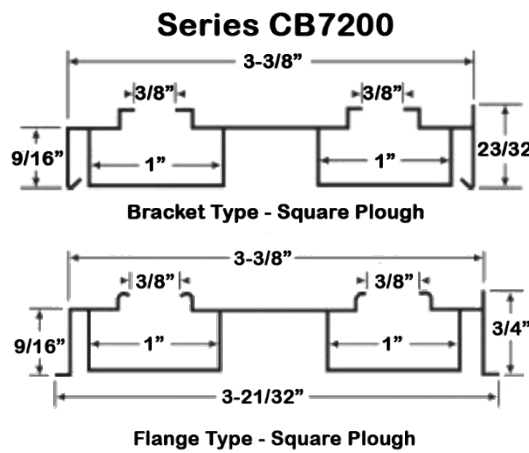 Series CB7200
3-3/8”
3/8” 3/8”
9/16” 1” 1” 23/32
Bracket Type - Square Plough
3-3/8”
3/8” 3/8”
9/16” 1” 1” 3/4”
3-21/32”
Flange Type - Square Plough